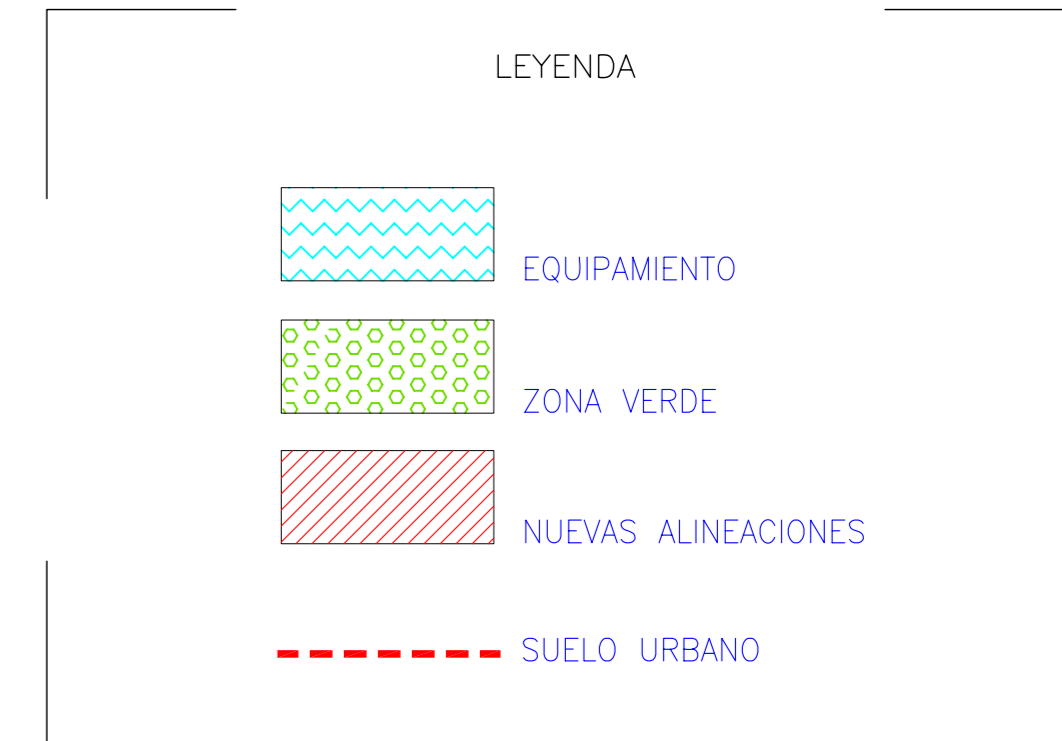 LEYENDA
EQUIPAMIENTO
ZONA VERDE
NUEVAS ALINEACIONES
SUELO URBANO